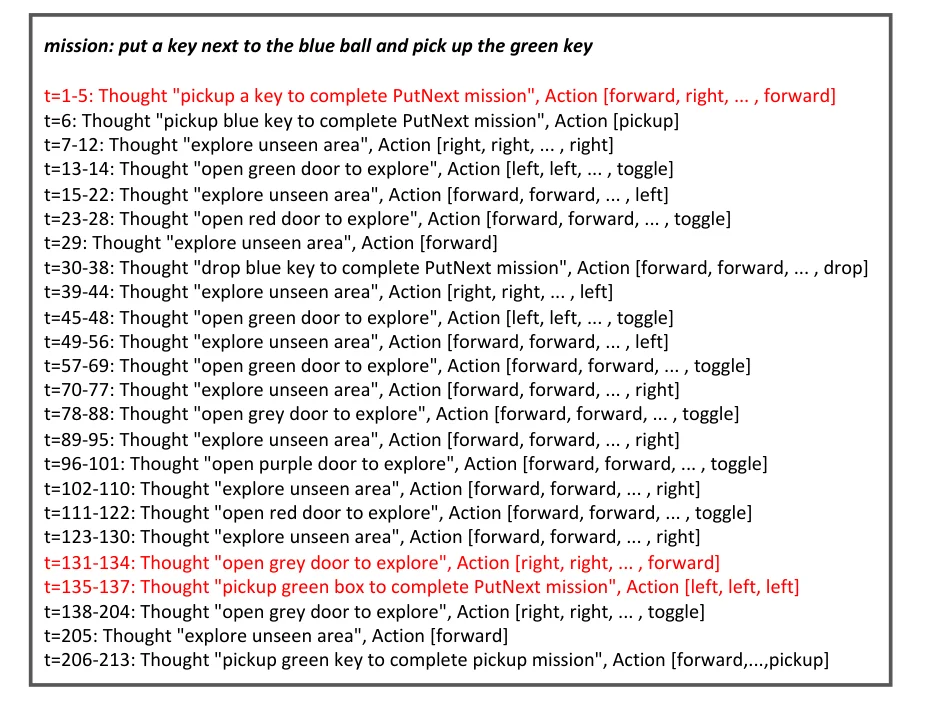 mission: put a key next to the blue ball and pick up the green key
t=1-5: Thought "pickup a key to complete PutNext mission", Action [forward, right, ... , forward]
t=6: Thought "pickup blue key to complete PutNext mission", Action [pickup]
t=7-12: Thought "explore unseen area", Action [right, right, ... , right]
t=13-14: Thought "open green door to explore", Action [left, left, ... , toggle]
t=15-22: Thought "explore unseen area", Action [forward, forward, ... , left]
t=23-28: Thought "open red door to explore", Action [forward, forward, ... , toggle]
t=29: Thought "explore unseen area", Action [forward]
t=30-38: Thought "drop blue key to complete PutNext mission", Action [forward, forward, ... , drop]
t=39-44: Thought "explore unseen area", Action [right, right, ... , left]
t=45-48: Thought "open green door to explore", Action [left, left, ... , toggle]
t=49-56: Thought "explore unseen area", Action [forward, forward, ... , left]
t=57-69: Thought "open green door to explore", Action [forward, forward, ... , toggle]
t=70-77: Thought "explore unseen area", Action [forward, forward, ... , right]
t=78-88: Thought "open grey door to explore", Action [forward, forward, ... , toggle]
t=89-95: Thought "explore unseen area", Action [forward, forward, ... , right]
t=96-101: Thought "open purple door to explore", Action [forward, forward, ... , toggle]
t=102-110: Thought "explore unseen area", Action [forward, forward, ... , right]
t=111-122: Thought "open red door to explore", Action [forward, forward, ... , toggle]
t=123-130: Thought "explore unseen area", Action [forward, forward, ... , right]
t=131-134: Thought "open grey door to explore", Action [right, right, ... , forward]
t=135-137: Thought "pickup green box to complete PutNext mission", Action [left, left, left]
t=138-204: Thought "open grey door to explore", Action [right, right, ... , toggle]
t=205: Thought "explore unseen area", Action [forward]
t=206-213: Thought "pickup green key to complete pickup mission", Action [forward,...,pickup]